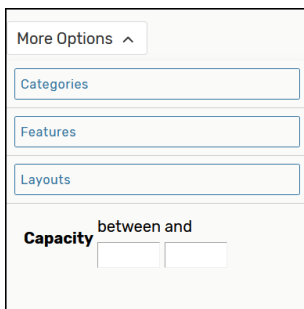 More Options
Categories
Features
Layouts
Capacity between and